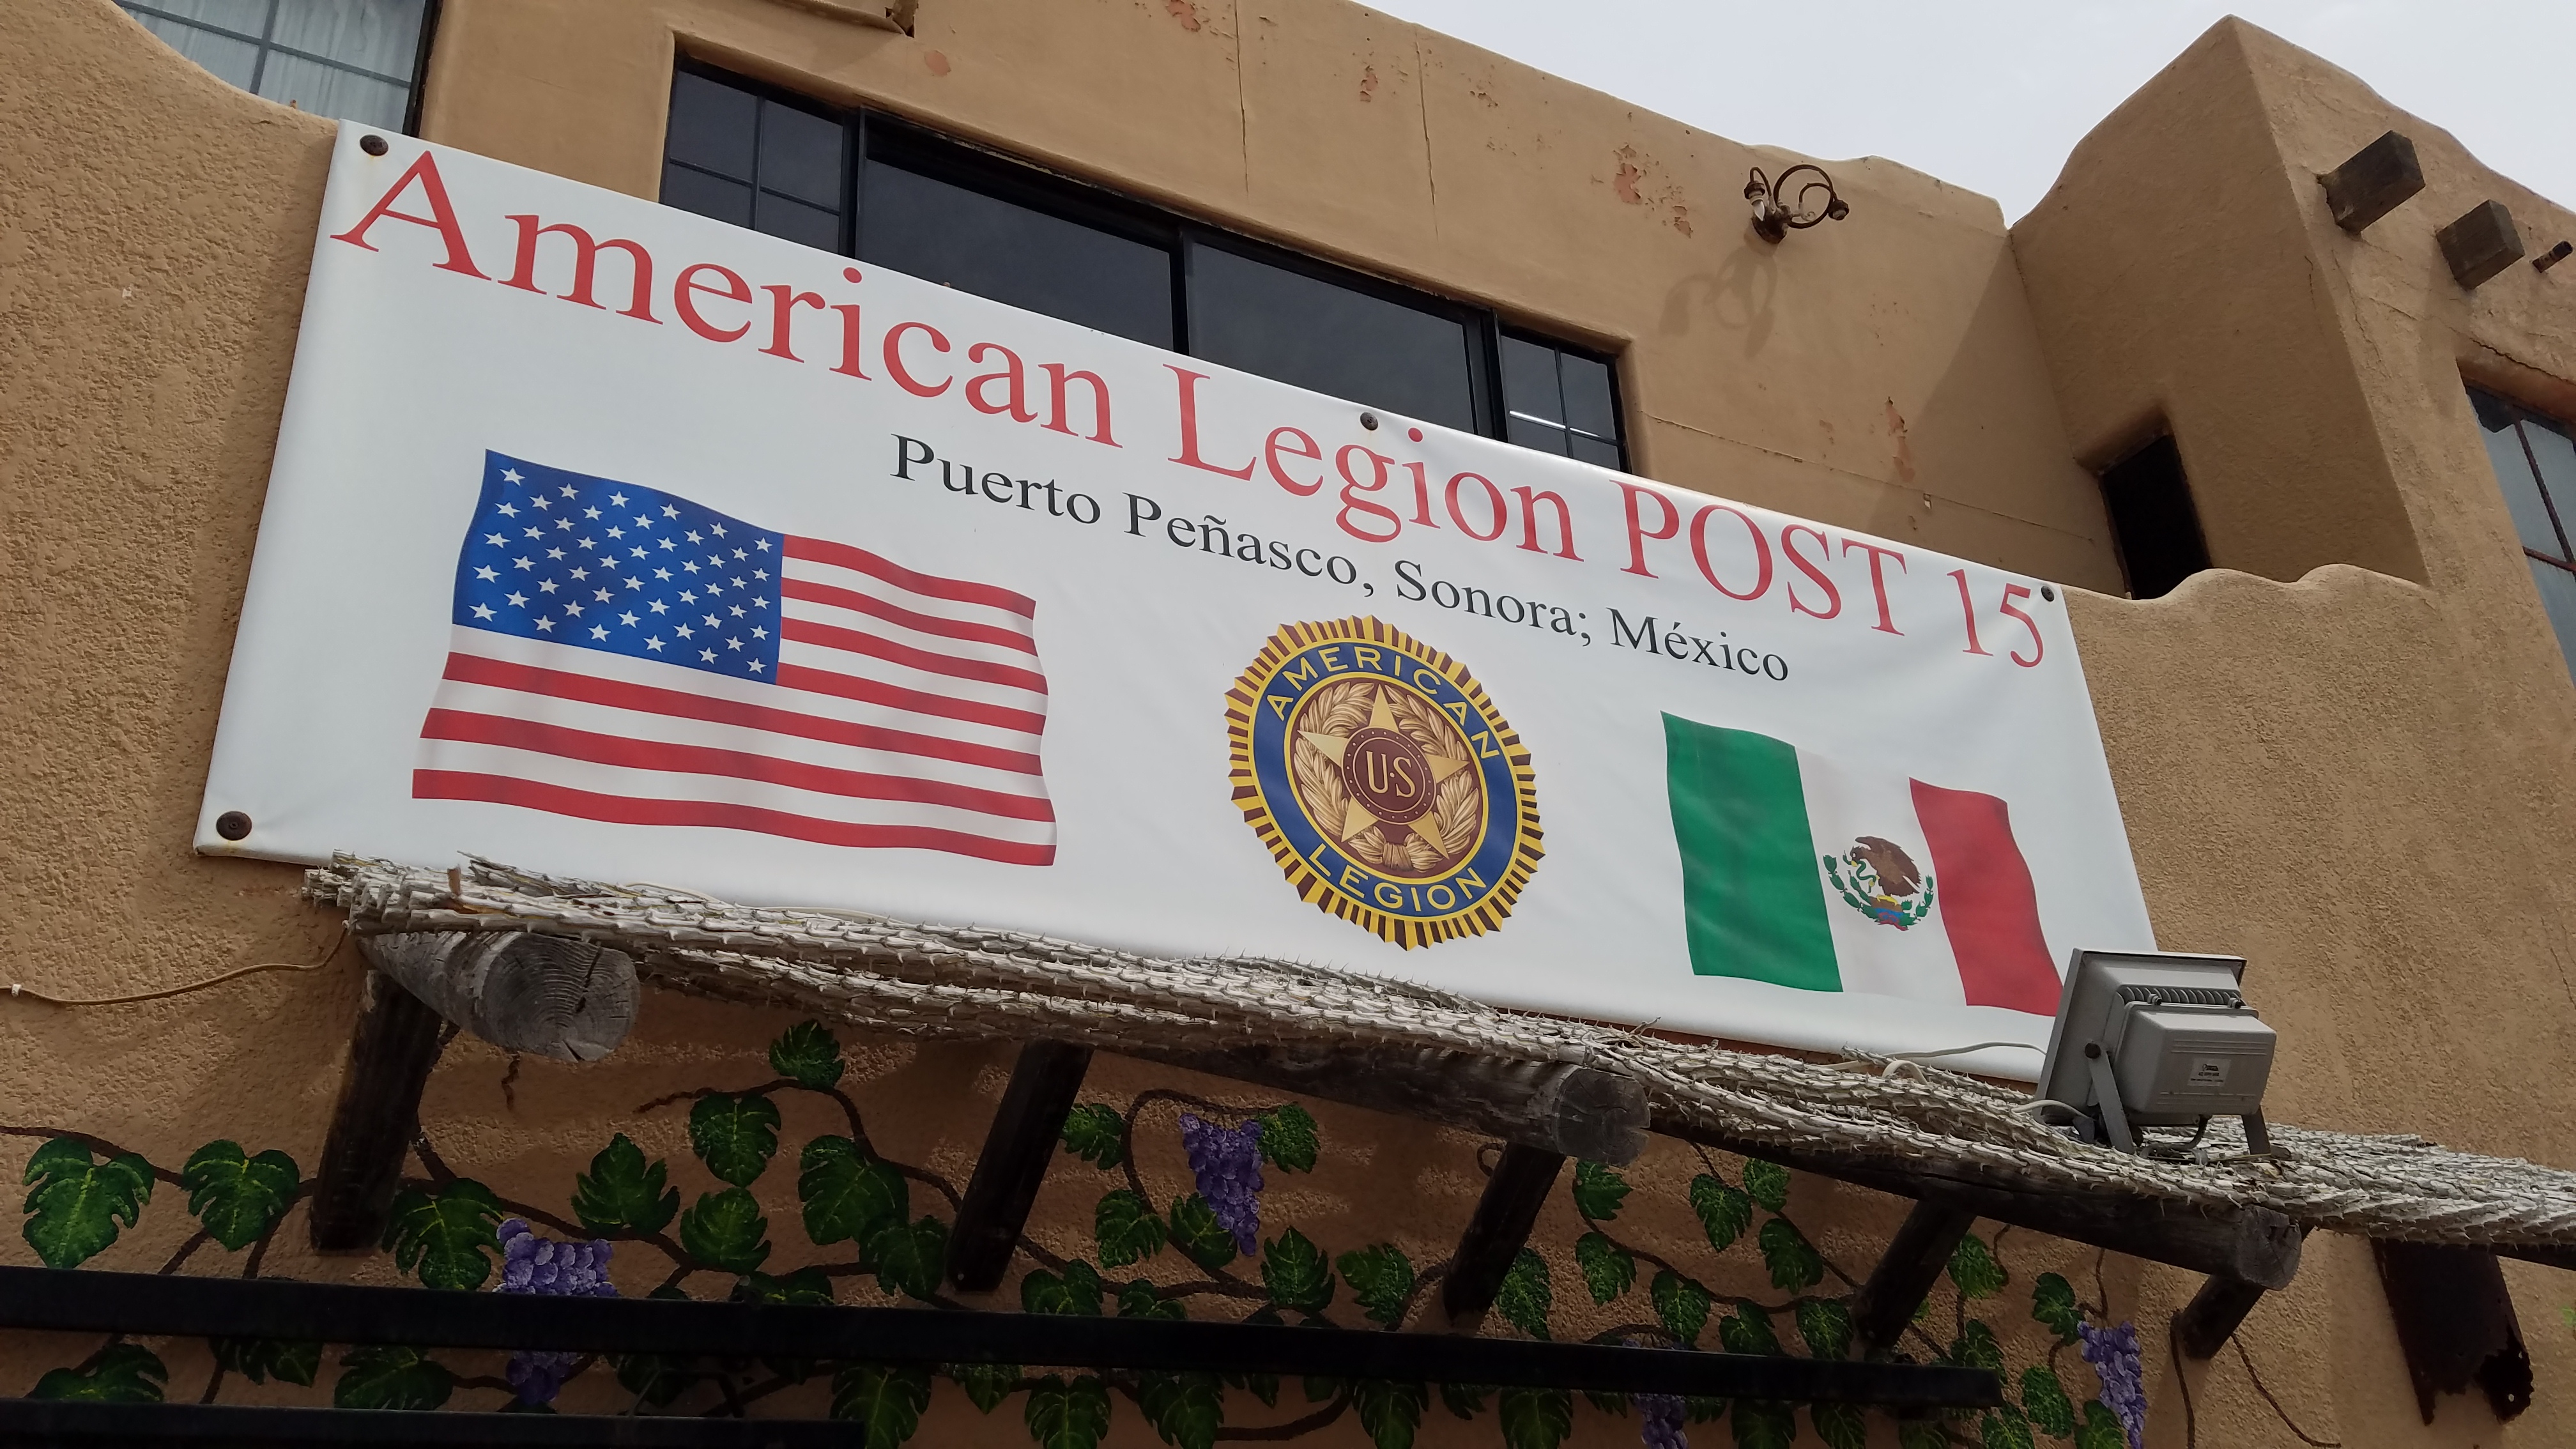 American Legion POST 15
Puerto Peñasco, Sonora; México
AMERICAN
U·S
LEGION